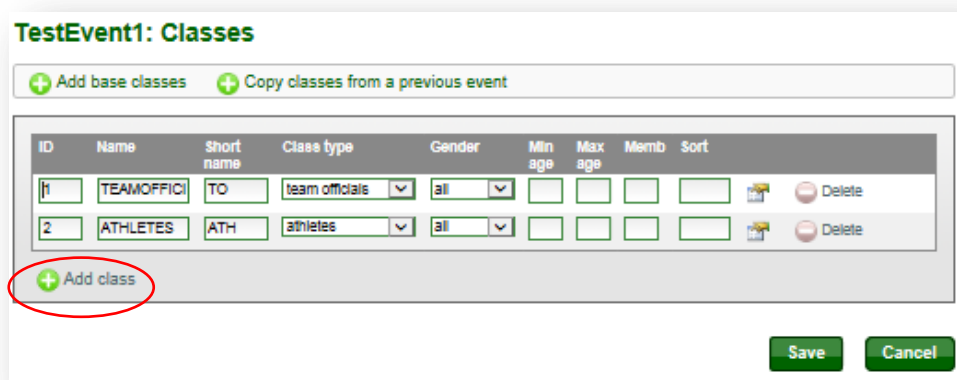 TestEvent1: Classes
Add base classes Copy classes from a previous event
ID Name Short name Class type Gender Min age Max age Memb Sort
1 TEAMOFFICI TO team officials all Delete
2 ATHLETES ATH athletes all Delete
Add class
Save Cancel